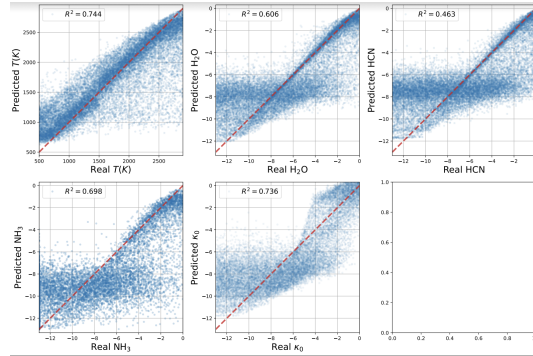 R² = 0.744
Predicted T(K)
2500
2000
1500
1000
500
500 1000 1500 2000 2500
Real T(K)
R² = 0.606
Predicted H₂O
0
−2
−4
−6
−8
−10
−12
−12 −10 −8 −6 −4 −2 0
Real H₂O
R² = 0.463
Predicted HCN
0
−2
−4
−6
−8
−10
−12
−12 −10 −8 −6 −4 −2
Real HCN
R² = 0.698
Predicted NH₃
0
−2
−4
−6
−8
−10
−12
−12 −10 −8 −6 −4 −2 0
Real NH₃
R² = 0.736
Predicted κ₀
0
−2
−4
−6
−8
−10
−12
−12 −10 −8 −6 −4 −2 0
Real κ₀
1.0
0.8
0.6
0.4
0.2
0.0
0.0 0.2 0.4 0.6 0.8